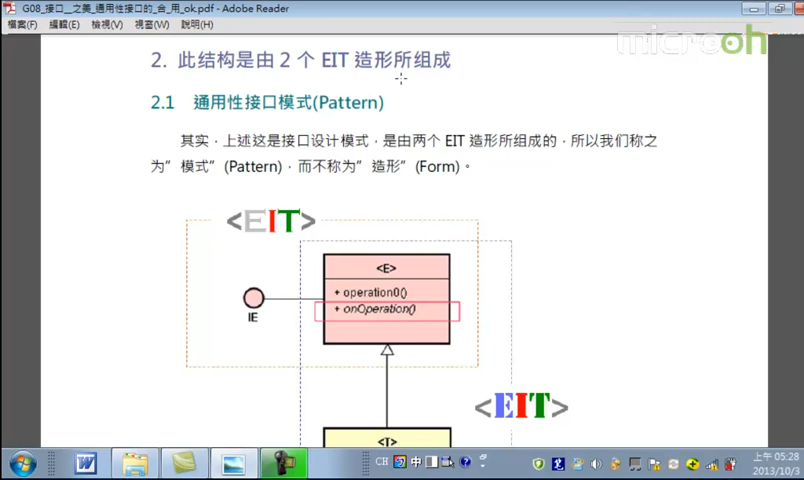 G08_接口__之美_通用性接口的_合_用_ok.pdf - Adobe Reader
檔案(F) 編輯(E) 檢視(V) 視窗(W) 說明(H)
microoh
2. 此结构是由 2 个 EIT 造形所组成
2.1 通用性接口模式(Pattern)
其实，上述这是接口设计模式，是由两个 EIT 造形所组成的，所以我们称之
为”模式”(Pattern)，而不称为”造形”(Form)。
<EIT>
<E>
+ operation0()
+ onOperation()
IE
<EIT>
<T>
CH 中
上午 05:28
2013/10/3